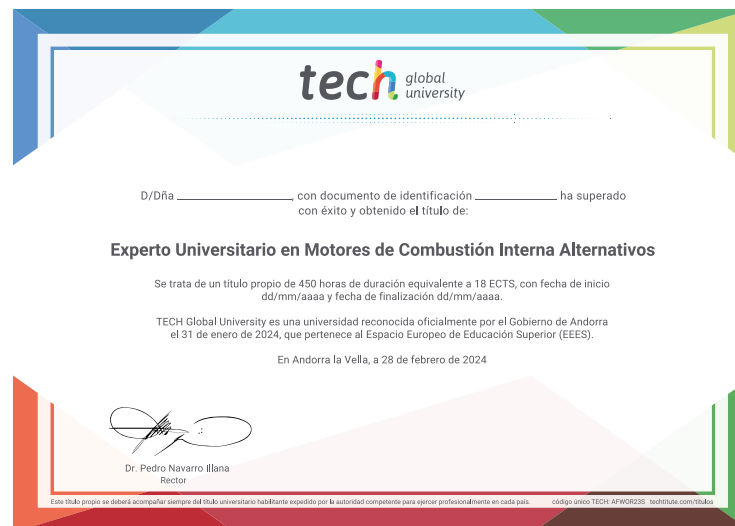 tech global university
D/Dña ______________, con documento de identificación __________ ha superado
con éxito y obtenido el título de:
Experto Universitario en Motores de Combustión Interna Alternativos
Se trata de un título propio de 450 horas de duración equivalente a 18 ECTS, con fecha de inicio
dd/mm/aaaa y fecha de finalización dd/mm/aaaa.
TECH Global University es una universidad reconocida oficialmente por el Gobierno de Andorra
el 31 de enero de 2024, que pertenece al Espacio Europeo de Educación Superior (EEES).
En Andorra la Vella, a 28 de febrero de 2024
Dr. Pedro Navarro Illana
Rector
Este título propio se deberá acompañar siempre del título universitario habilitante expedido por la autoridad competente para ejercer profesionalmente en cada país. código único TECH: AFWOR23S techtitute.com/titulos